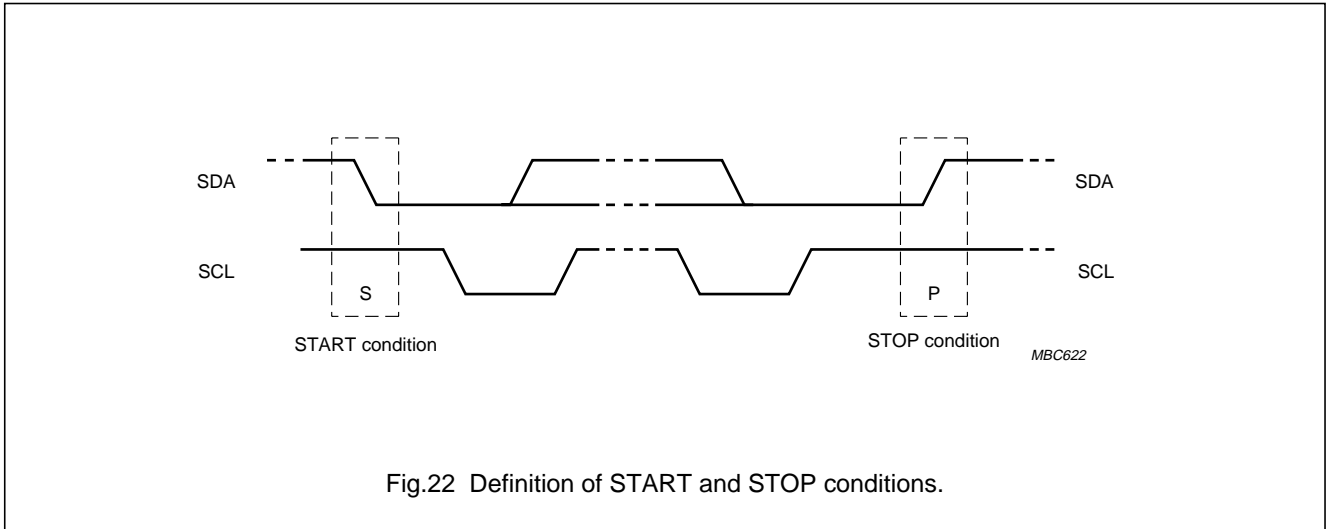 SDA
SDA
SCL
SCL
S
P
START condition
STOP condition
MBC622
Fig.22 Definition of START and STOP conditions.